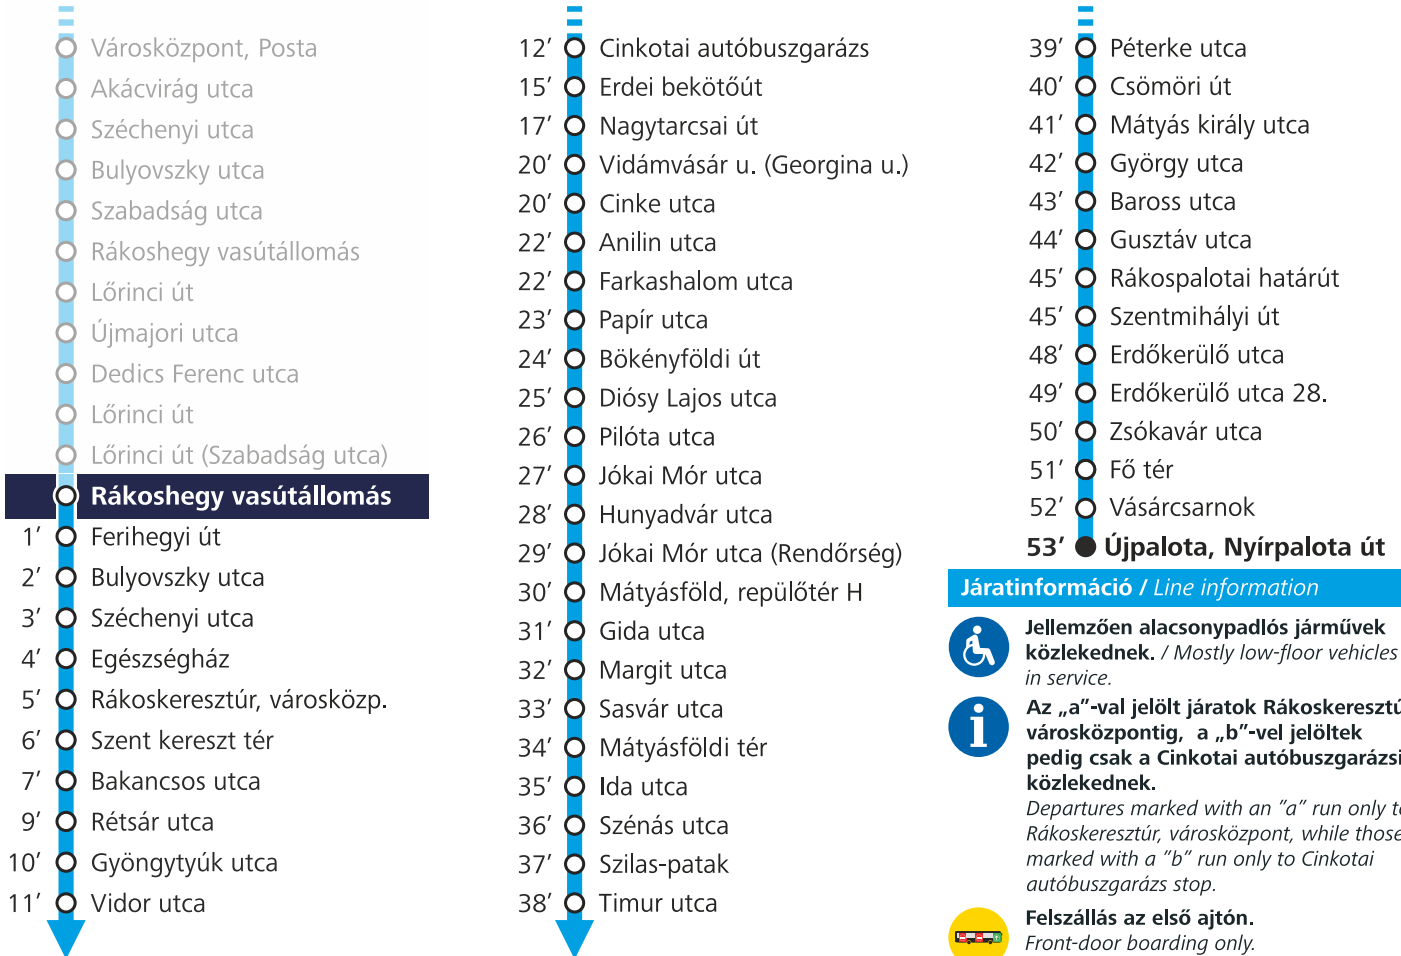 Városközpont, Posta
Akácvirág utca
Széchenyi utca
Bulyovszky utca
Szabadság utca
Rákoshegy vasútállomás
Lőrinci út
Újmajori utca
Dedics Ferenc utca
Lőrinci út
Lőrinci út (Szabadság utca)
Rákoshegy vasútállomás
1′ Ferihegyi út
2′ Bulyovszky utca
3′ Széchenyi utca
4′ Egészségház
5′ Rákoskeresztúr, városközp.
6′ Szent kereszt tér
7′ Bakancsos utca
9′ Rétsár utca
10′ Gyöngytyúk utca
11′ Vidor utca
12′ Cinkotai autóbuszgarázs
15′ Erdei bekötőút
17′ Nagytarcsai út
20′ Vidámvásár u. (Georgina u.)
20′ Cinke utca
22′ Anilin utca
22′ Farkashalom utca
23′ Papír utca
24′ Bökényföldi út
25′ Diósy Lajos utca
26′ Pilóta utca
27′ Jókai Mór utca
28′ Hunyadvár utca
29′ Jókai Mór utca (Rendőrség)
30′ Mátyásföld, repülőtér H
31′ Gida utca
32′ Margit utca
33′ Sasvár utca
34′ Mátyásföldi tér
35′ Ida utca
36′ Szénás utca
37′ Szilas-patak
38′ Timur utca
39′ Péterke utca
40′ Csömöri út
41′ Mátyás király utca
42′ György utca
43′ Baross utca
44′ Gusztáv utca
45′ Rákospalotai határút
45′ Szentmihályi út
48′ Erdőkerülő utca
49′ Erdőkerülő utca 28.
50′ Zsókavár utca
51′ Fő tér
52′ Vásárcsarnok
53′ Újpalota, Nyírpalota út
Járatinformáció / Line information
Jellemzően alacsonypadlós járművek
közlekednek. / Mostly low-floor vehicles
in service.
Az „a”-val jelölt járatok Rákoskeresztú
városközpontig, a „b”-vel jelöltek
pedig csak a Cinkotai autóbuszgarázsi
közlekednek.
Departures marked with an ”a” run only to
Rákoskeresztúr, városközpont, while those
marked with a ”b” run only to Cinkotai
autóbuszgarázs stop.
Felszállás az első ajtón.
Front-door boarding only.